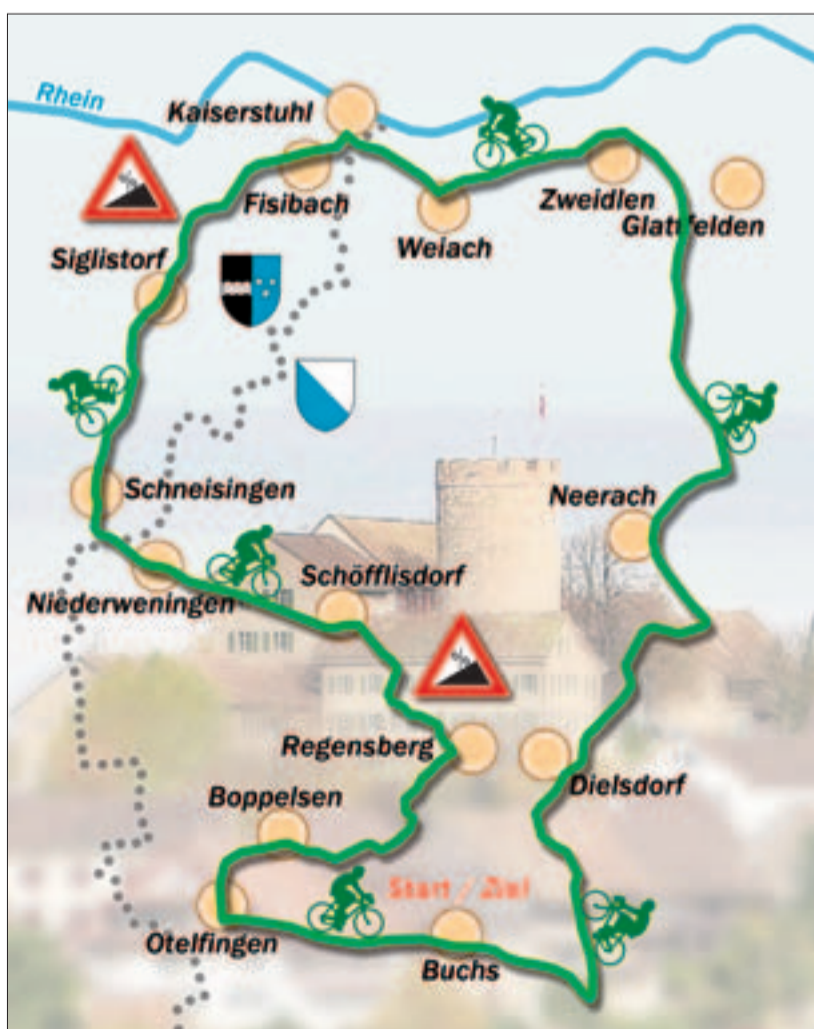 Rhein
Kaiserstuhl
Fisibach
Zweidlen
Glattfelden
Weiach
Siglistorf
Schneisingen
Neerach
Schöfflisdorf
Niederweningen
Regensberg
Dielsdorf
Boppelsen
Start / Ziel
Otelfingen
Buchs